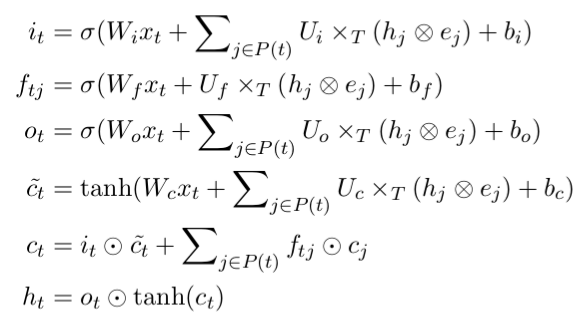 i_t = σ(W_i x_t + ∑_{j∈P(t)} U_i ×_T (h_j ⊗ e_j) + b_i)
f_{tj} = σ(W_f x_t + U_f ×_T (h_j ⊗ e_j) + b_f)
o_t = σ(W_o x_t + ∑_{j∈P(t)} U_o ×_T (h_j ⊗ e_j) + b_o)
c̃_t = tanh(W_c x_t + ∑_{j∈P(t)} U_c ×_T (h_j ⊗ e_j) + b_c)
c_t = i_t ⊙ c̃_t + ∑_{j∈P(t)} f_{tj} ⊙ c_j
h_t = o_t ⊙ tanh(c_t)